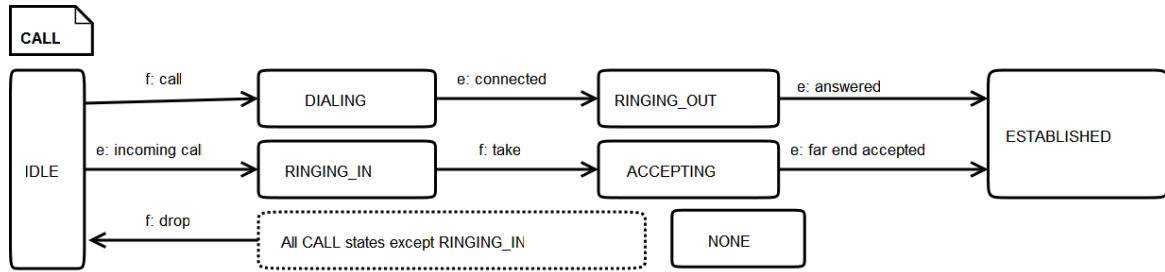 CALL
f: call
DIALING
e: connected
RINGING_OUT
e: answered
ESTABLISHED
IDLE
e: incoming cal
RINGING_IN
f: take
ACCEPTING
e: far end accepted
f: drop
All CALL states except RINGING_IN
NONE